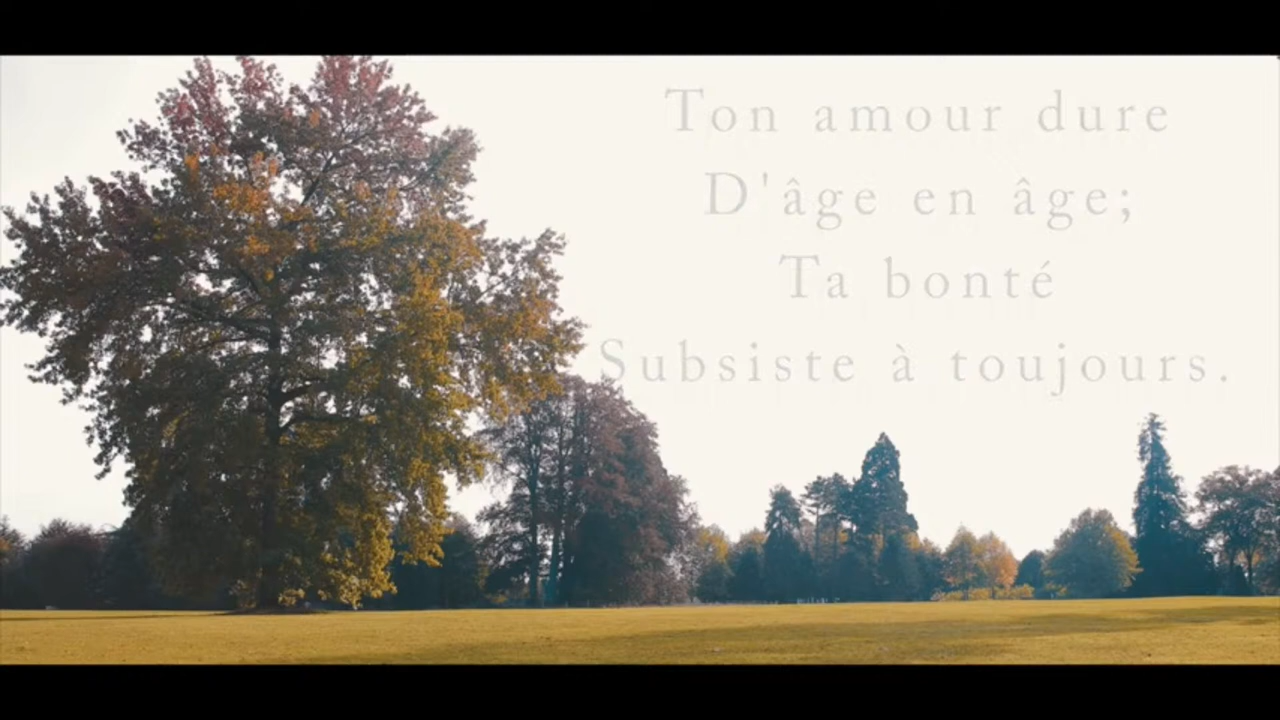 Ton amour dure
D'âge en âge;
Ta bonté
Subsiste à toujours.